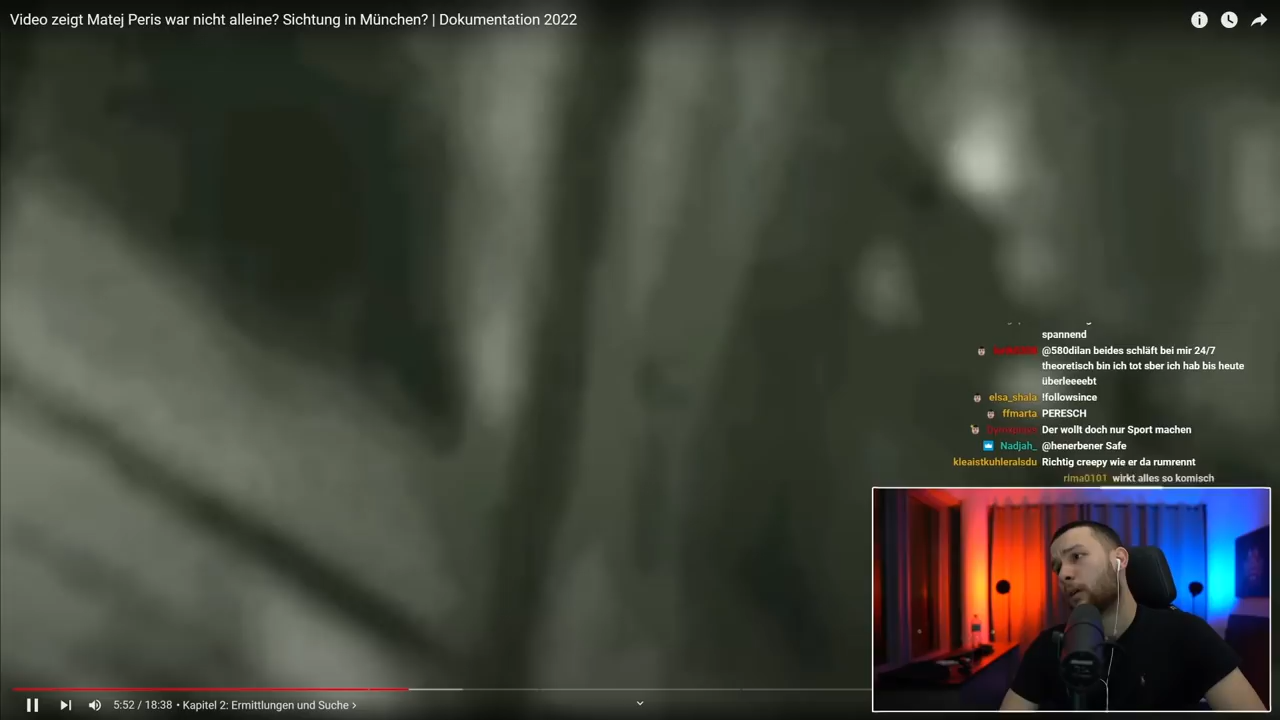 Video zeigt Matej Peris war nicht alleine? Sichtung in München? | Dokumentation 2022
spannend
@580dilan beides schläft bei mir 24/7
theoretisch bin ich tot sber ich hab bis heute
überleeeebt
elsa_shala !followsince
ffmarta PERESCH
Der wollt doch nur Sport machen
Nadjah_ @henerbener Safe
kleaistkuhleralsdu Richtig creepy wie er da rumrennt
rima0101 wirkt alles so komisch
5:52 / 18:38 • Kapitel 2: Ermittlungen und Suche >